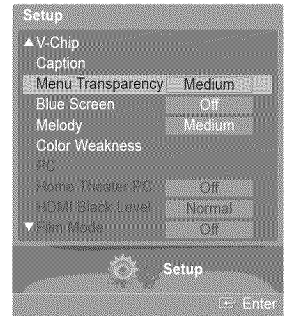 Setup
▲ V-Chip
Caption
Menu Transparency Medium
Blue Screen Off
Melody Medium
Color Weakness
PC
Home Theater PC Off
HDMI Black Level Normal
▼ Film Mode Off
Setup
Enter